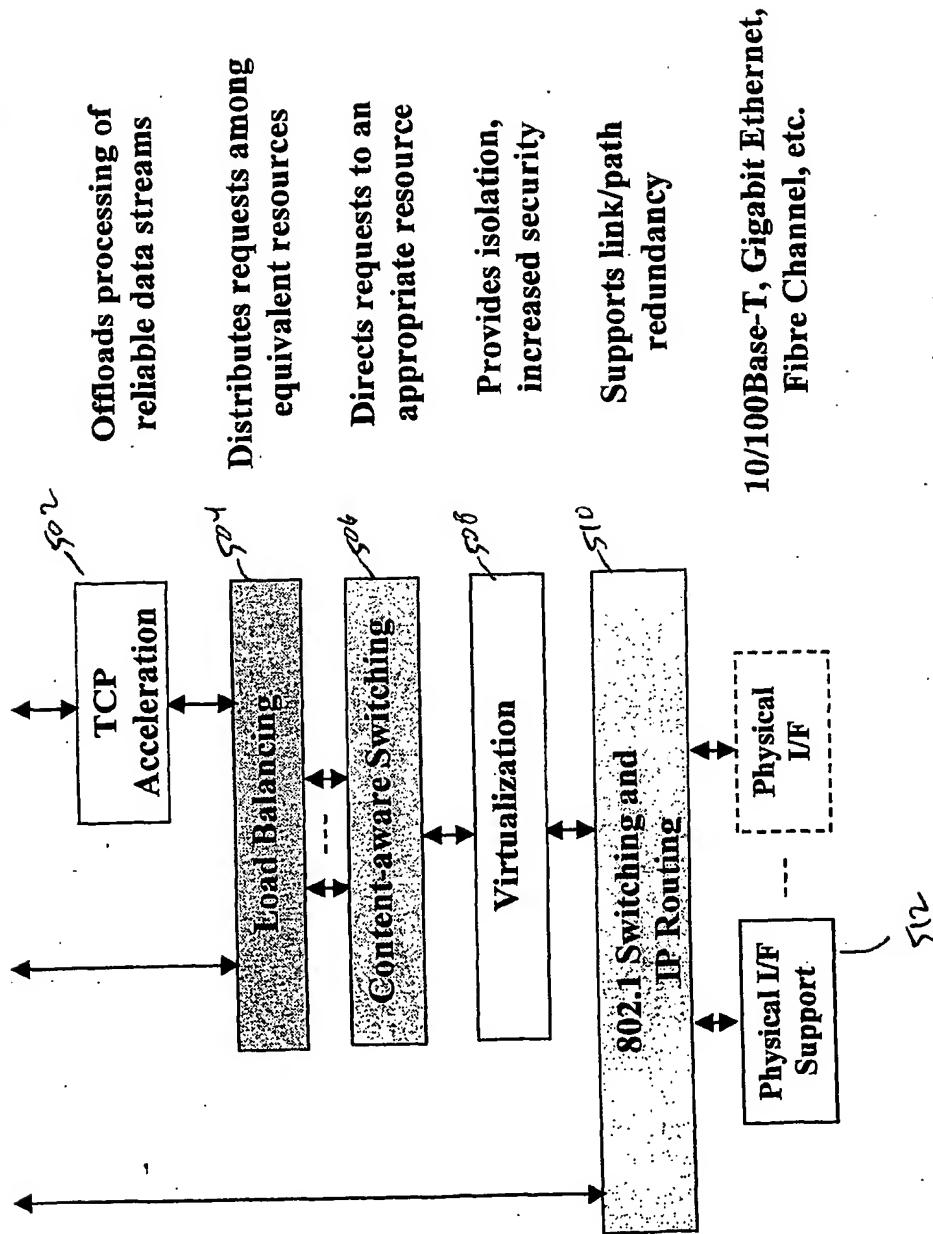 502
TCP
Acceleration
Offloads processing of
reliable data streams
504
Load Balancing
Distributes requests among
equivalent resources
506
Content-aware Switching
Directs requests to an
appropriate resource
508
Virtualization
Provides isolation,
increased security
510
802.1 Switching and
IP Routing
Supports link/path
redundancy
Physical I/F
Support
512
Physical
I/F
10/100Base-T, Gigabit Ethernet,
Fibre Channel, etc.